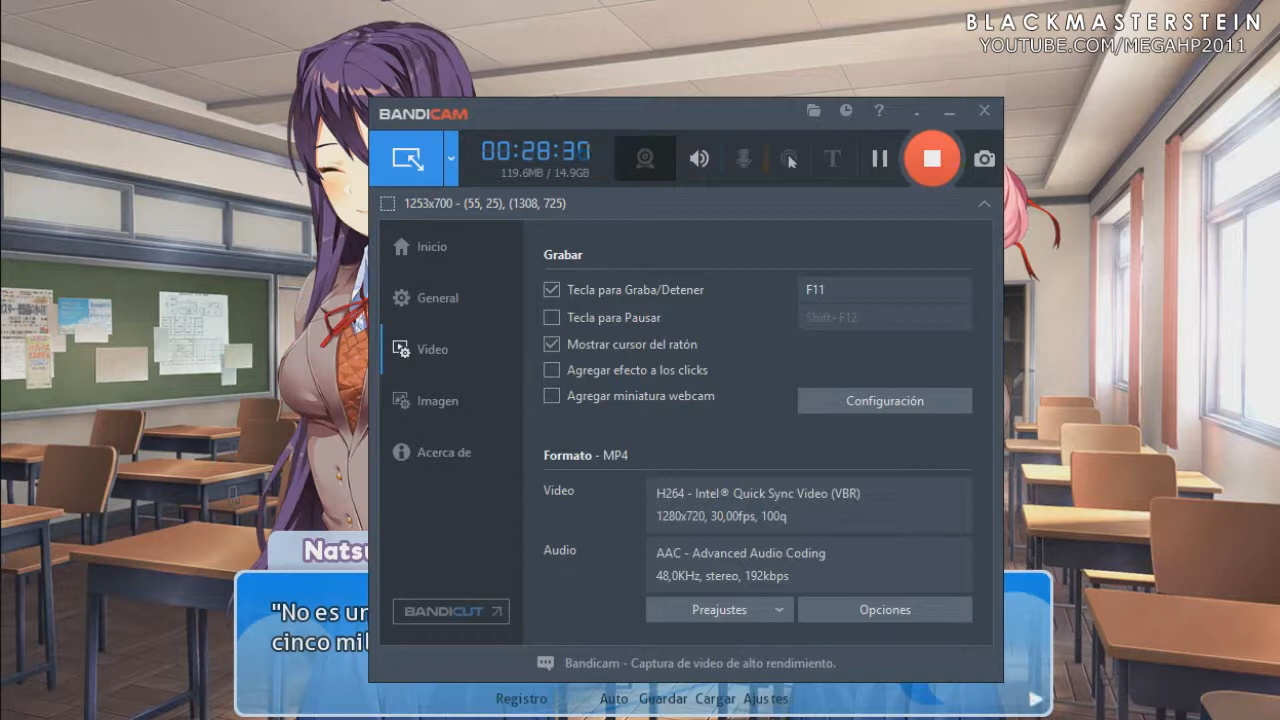 BLACKMASTERSTEIN
YOUTUBE.COM/MEGAHP2011
BANDICAM
00:28:37
119.6MB / 14.9GB
1253x700 - (55, 25), (1308, 725)
Inicio
General
Video
Imagen
Acerca de
BANDICUT
Grabar
Tecla para Graba/Detener
F11
Tecla para Pausar
Shift+F12
Mostrar cursor del ratón
Agregar efecto a los clicks
Agregar miniatura webcam
Configuración
Formato - MP4
Video
H264 - Intel® Quick Sync Video (VBR)
1280x720, 30,00fps, 100q
Audio
AAC - Advanced Audio Coding
48,0KHz, stereo, 192kbps
Preajustes
Opciones
Bandicam - Captura de video de alto rendimiento.
Natsu
"No es un
cinco mil
Registro Auto Guardar Cargar Ajustes